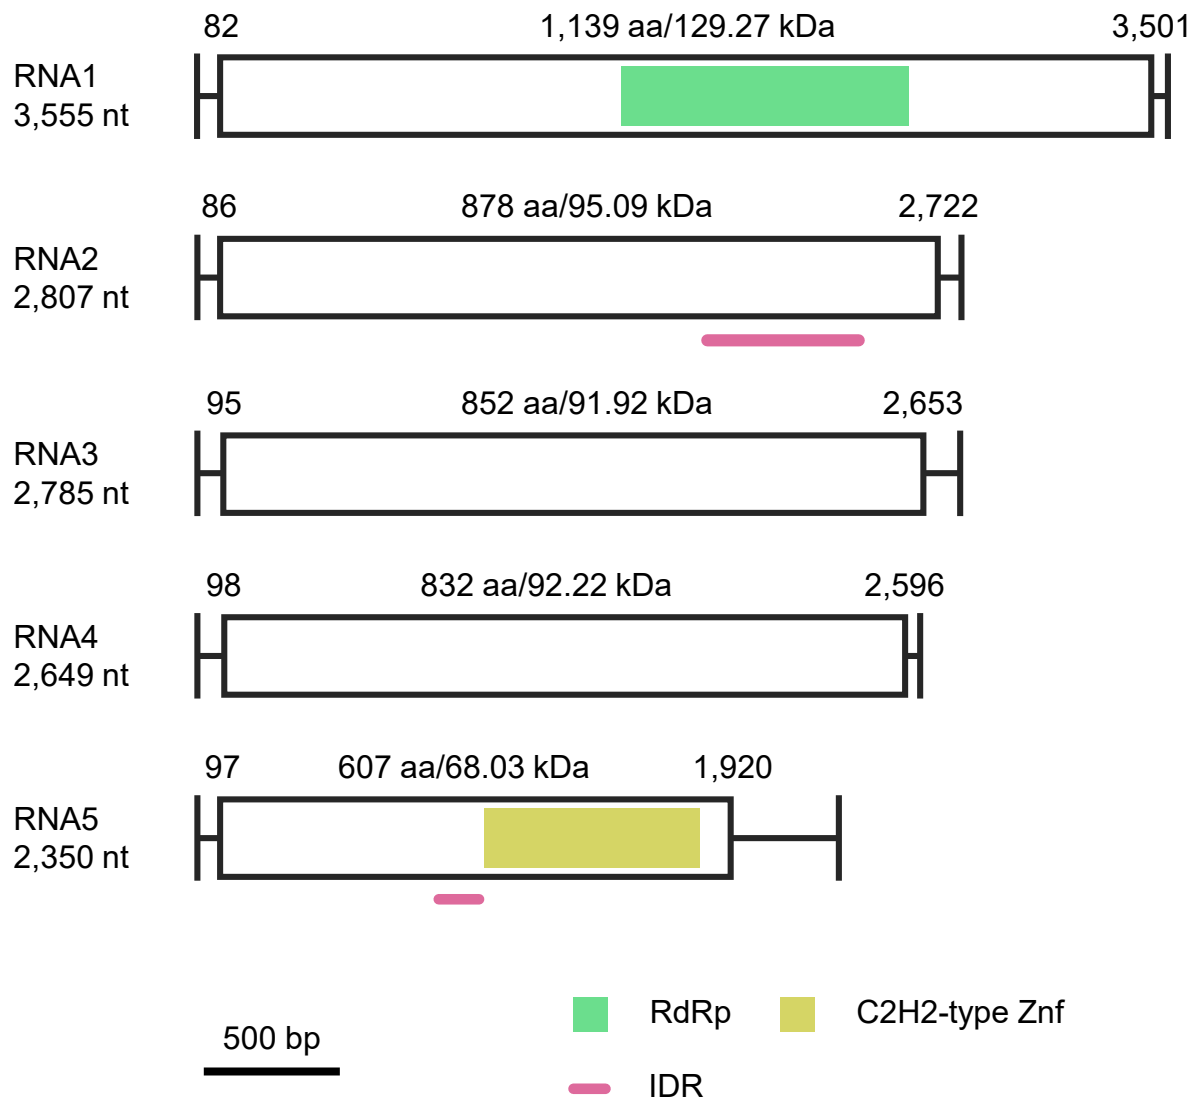 82 1,139 aa/129.27 kDa 3,501
RNA1
3,555 nt
86 878 aa/95.09 kDa 2,722
RNA2
2,807 nt
95 852 aa/91.92 kDa 2,653
RNA3
2,785 nt
98 832 aa/92.22 kDa 2,596
RNA4
2,649 nt
97 607 aa/68.03 kDa 1,920
RNA5
2,350 nt
500 bp
RdRp C2H2-type Znf
IDR